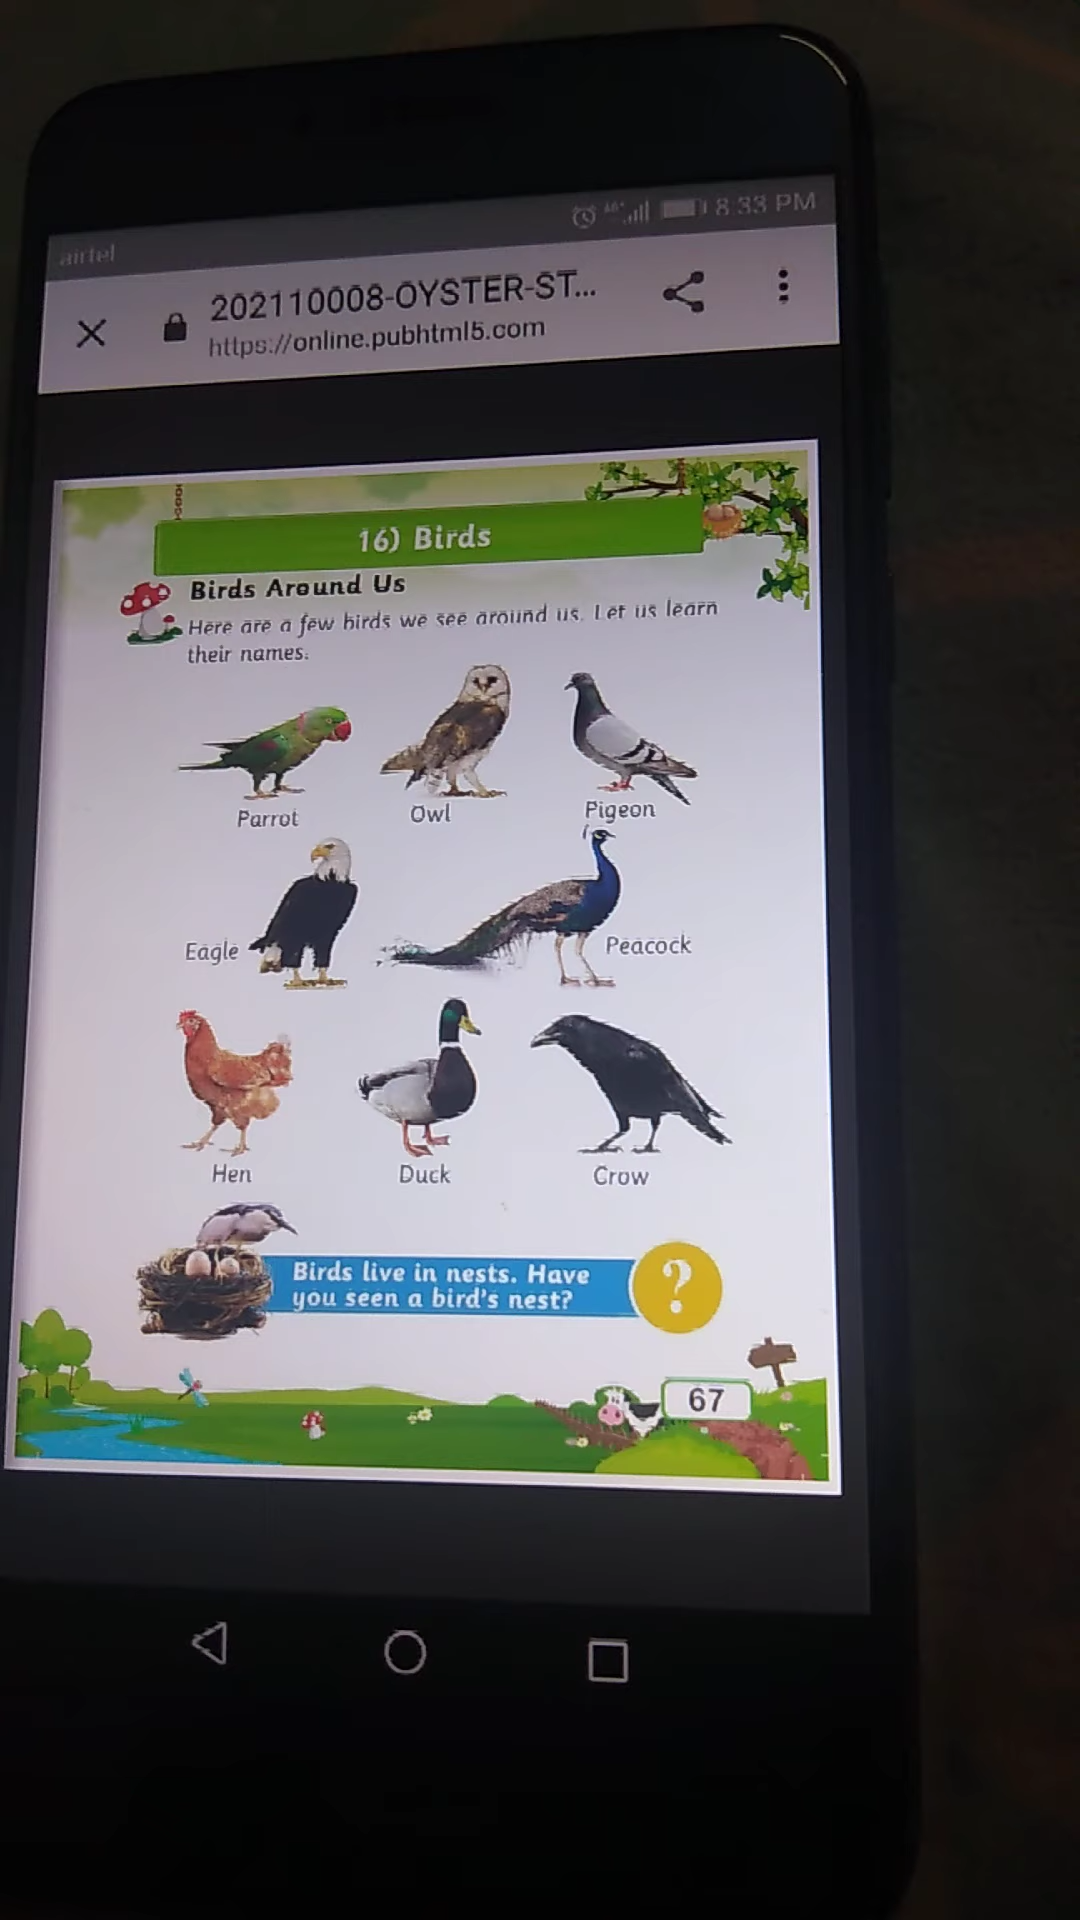 airtel
8:33 PM
202110008-OYSTER-ST...
https://online.pubhtml5.com
16) Birds
Birds Around Us
Here are a few birds we see around us. Let us learn
their names.
Parrot
Owl
Pigeon
Eagle
Peacock
Hen
Duck
Crow
Birds live in nests. Have
you seen a bird's nest?
?
67